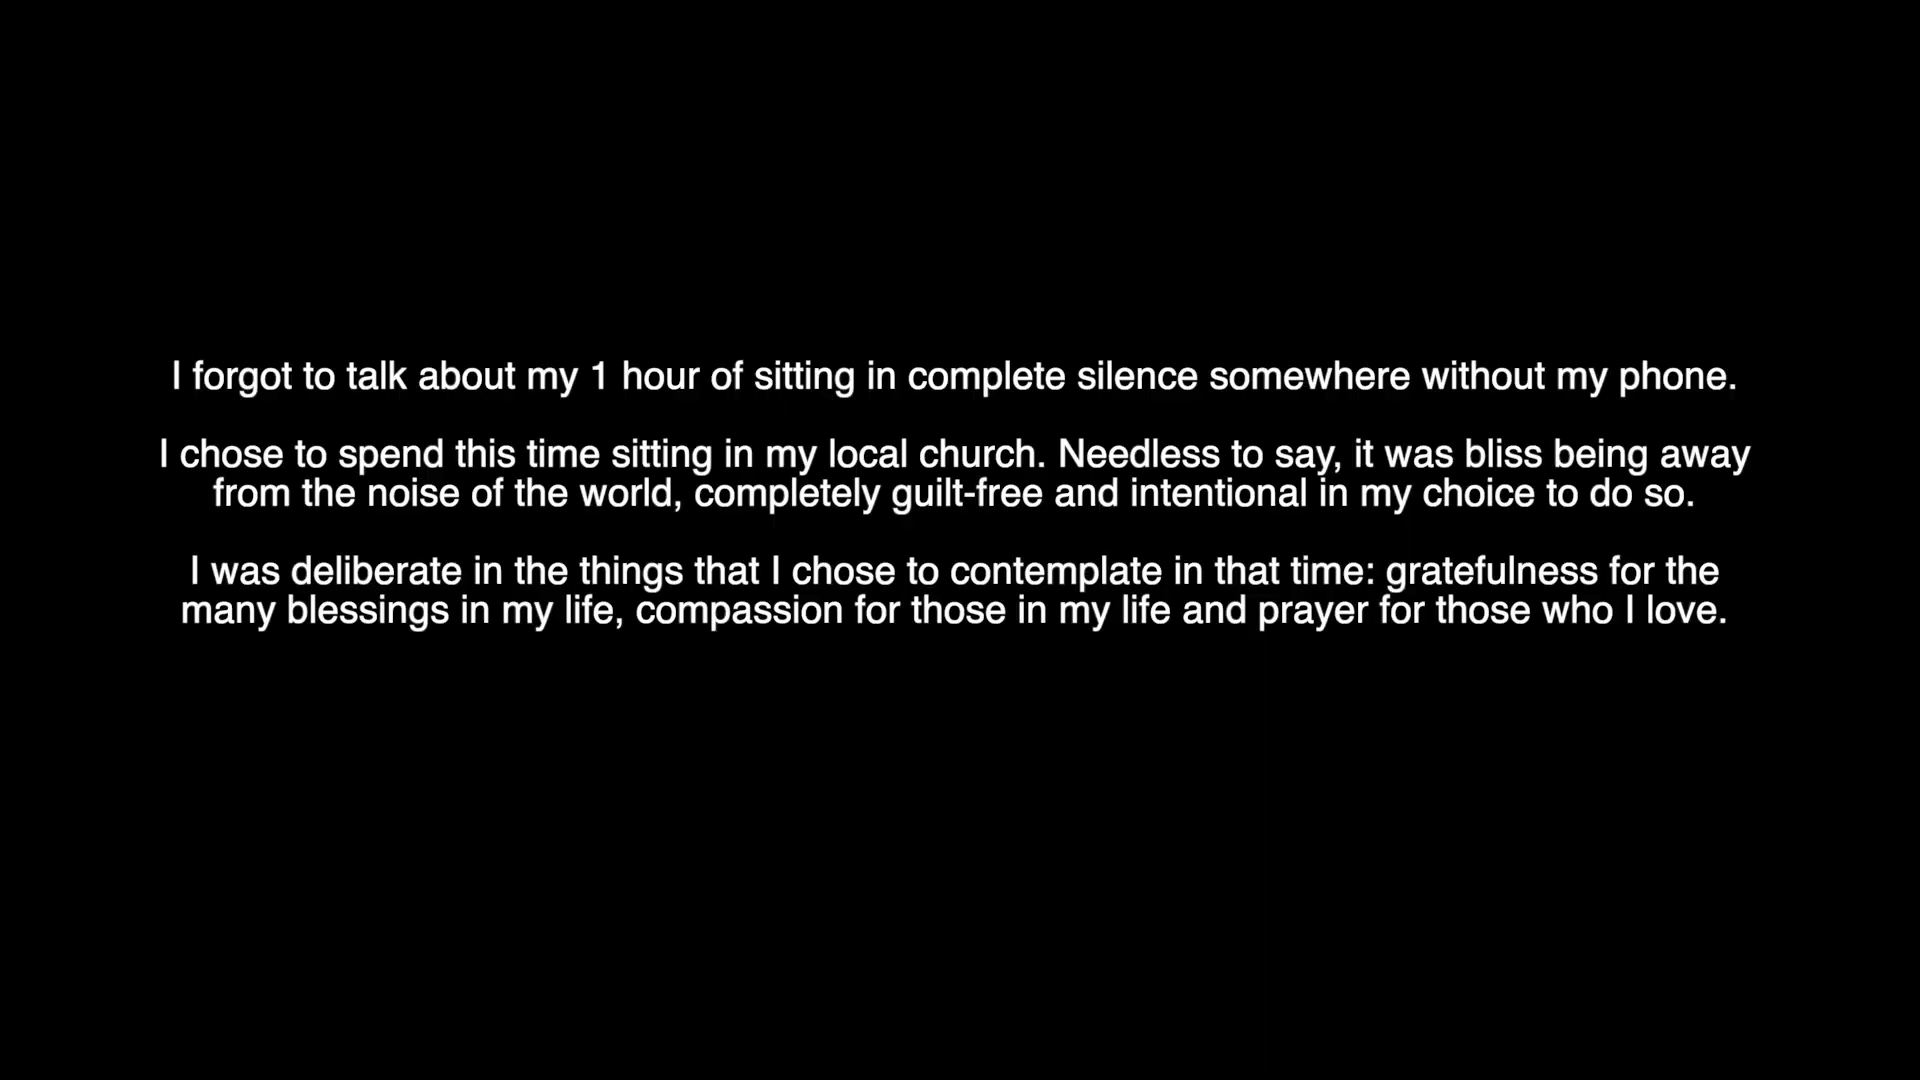 I forgot to talk about my 1 hour of sitting in complete silence somewhere without my phone.
I chose to spend this time sitting in my local church. Needless to say, it was bliss being away
from the noise of the world, completely guilt-free and intentional in my choice to do so.
I was deliberate in the things that I chose to contemplate in that time: gratefulness for the
many blessings in my life, compassion for those in my life and prayer for those who I love.